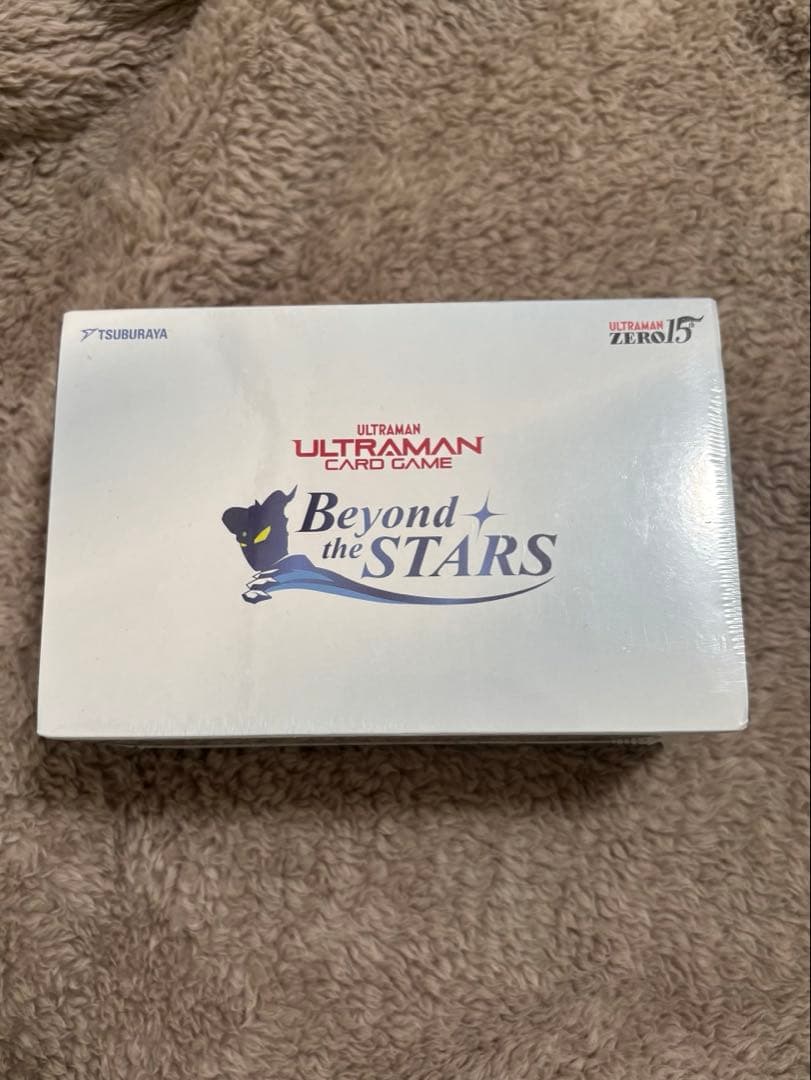 TSUBURAYA
ULTRAMAN
ZERO 15th
ULTRAMAN
ULTRAMAN
CARD GAME
Beyond
the STARS